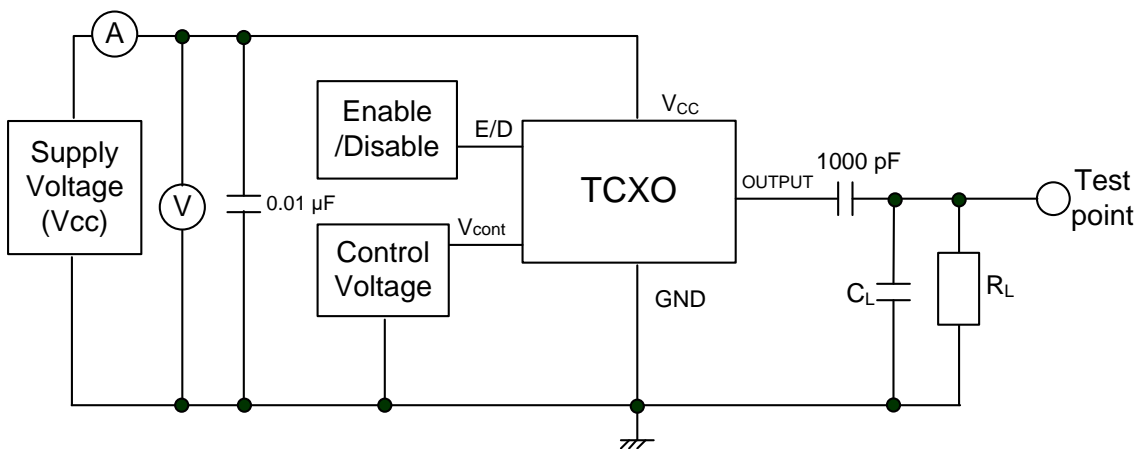 A
Supply
Voltage
(Vcc)
V
0.01 µF
Enable
/Disable
E/D
Control
Voltage
Vcont
VCC
TCXO
GND
OUTPUT
1000 pF
CL
RL
Test
point